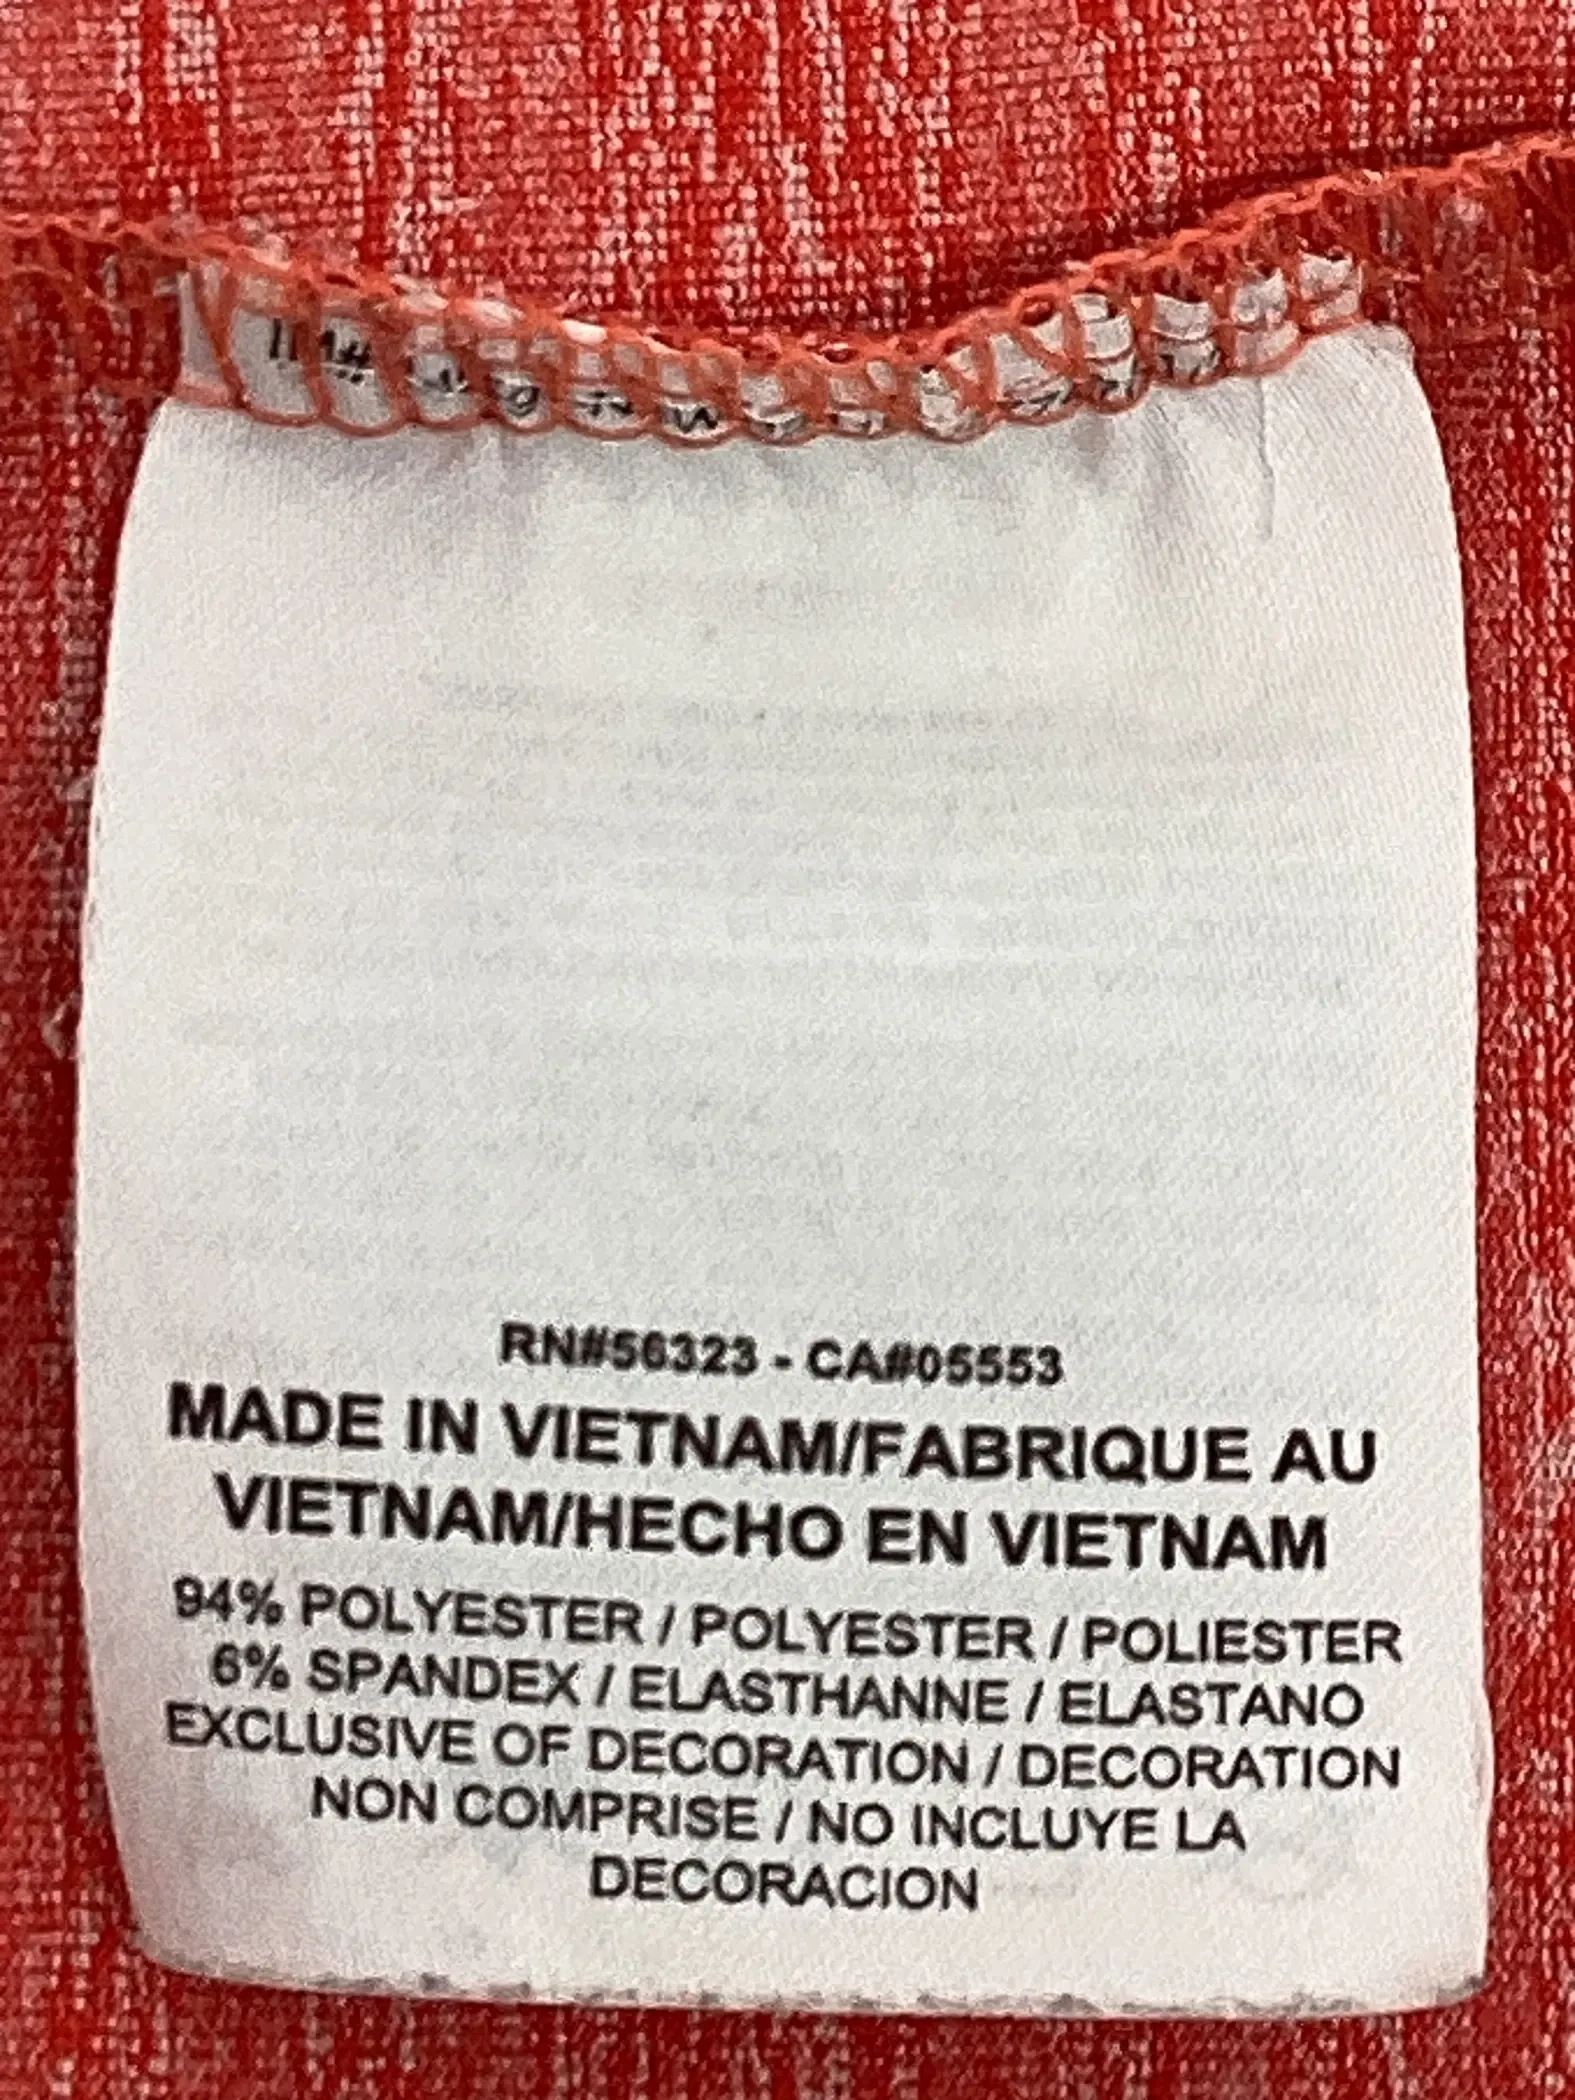 RN#56323 - CA#05553
MADE IN VIETNAM/FABRIQUE AU
VIETNAM/HECHO EN VIETNAM
94% POLYESTER / POLYESTER / POLIESTER
6% SPANDEX / ELASTHANNE / ELASTANO
EXCLUSIVE OF DECORATION / DECORATION
NON COMPRISE / NO INCLUYE LA
DECORACION